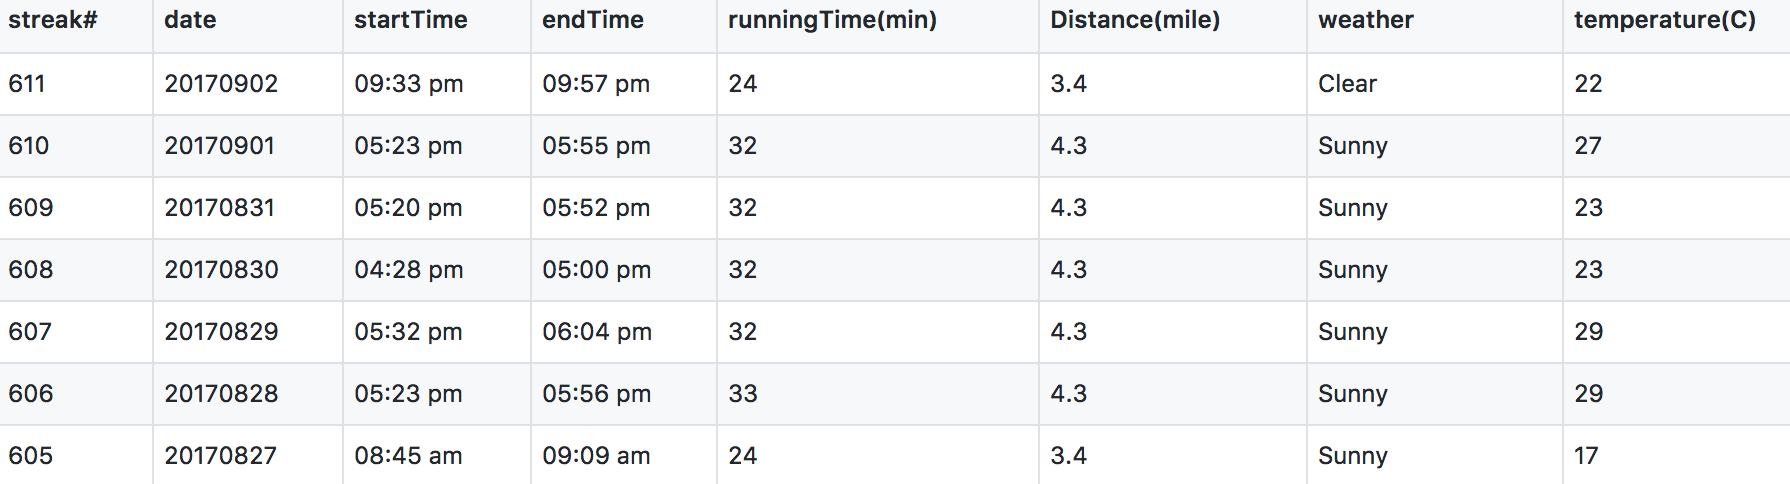 streak# date startTime endTime runningTime(min) Distance(mile) weather temperature(C)
611 20170902 09:33 pm 09:57 pm 24 3.4 Clear 22
610 20170901 05:23 pm 05:55 pm 32 4.3 Sunny 27
609 20170831 05:20 pm 05:52 pm 32 4.3 Sunny 23
608 20170830 04:28 pm 05:00 pm 32 4.3 Sunny 23
607 20170829 05:32 pm 06:04 pm 32 4.3 Sunny 29
606 20170828 05:23 pm 05:56 pm 33 4.3 Sunny 29
605 20170827 08:45 am 09:09 am 24 3.4 Sunny 17